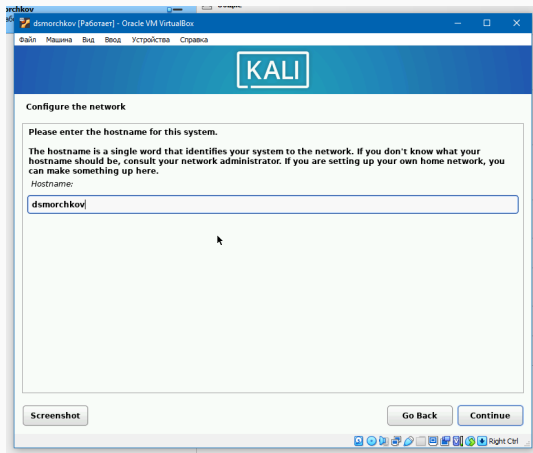 orchkov
dsmorchkov [Работает] - Oracle VM VirtualBox
Файл Машина Вид Ввод Устройства Справка
KALI
Configure the network
Please enter the hostname for this system.
The hostname is a single word that identifies your system to the network. If you don't know what your
hostname should be, consult your network administrator. If you are setting up your own home network, you
can make something up here.
Hostname:
dsmorchkov
Screenshot
Go Back
Continue
Right Ctrl